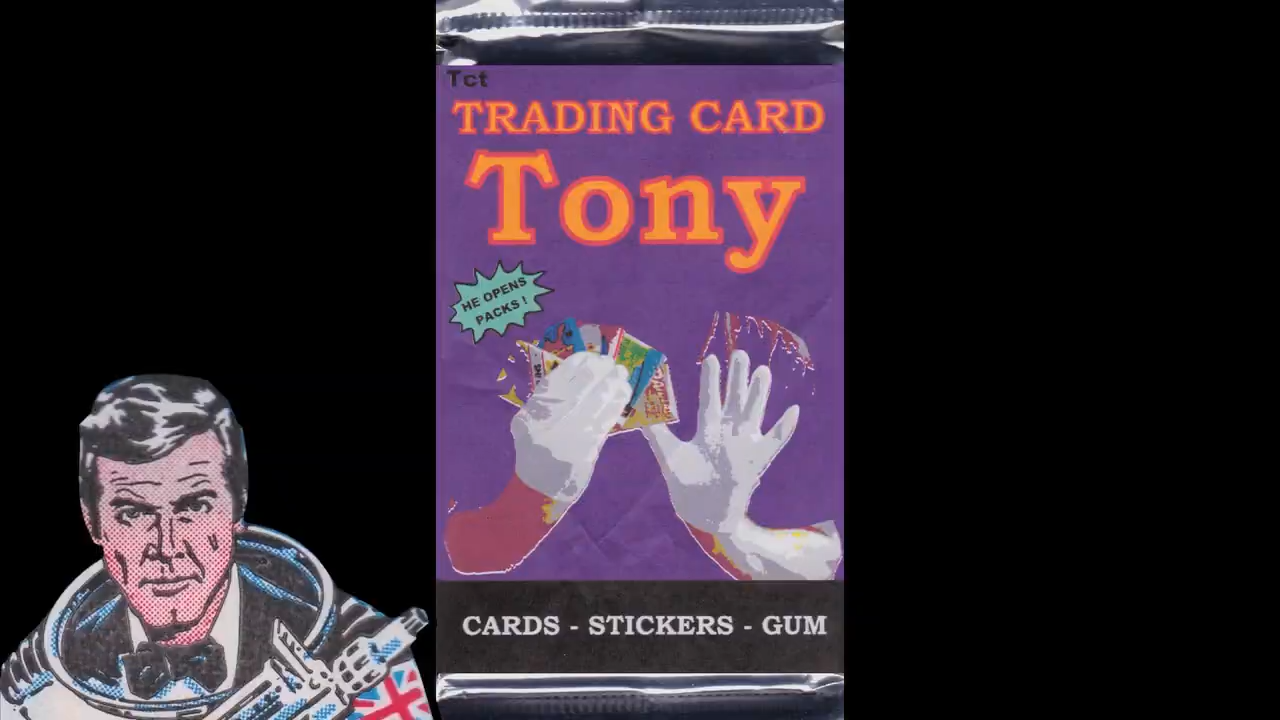 Tct
TRADING CARD
Tony
HE OPENS
PACKS !
CARDS - STICKERS - GUM